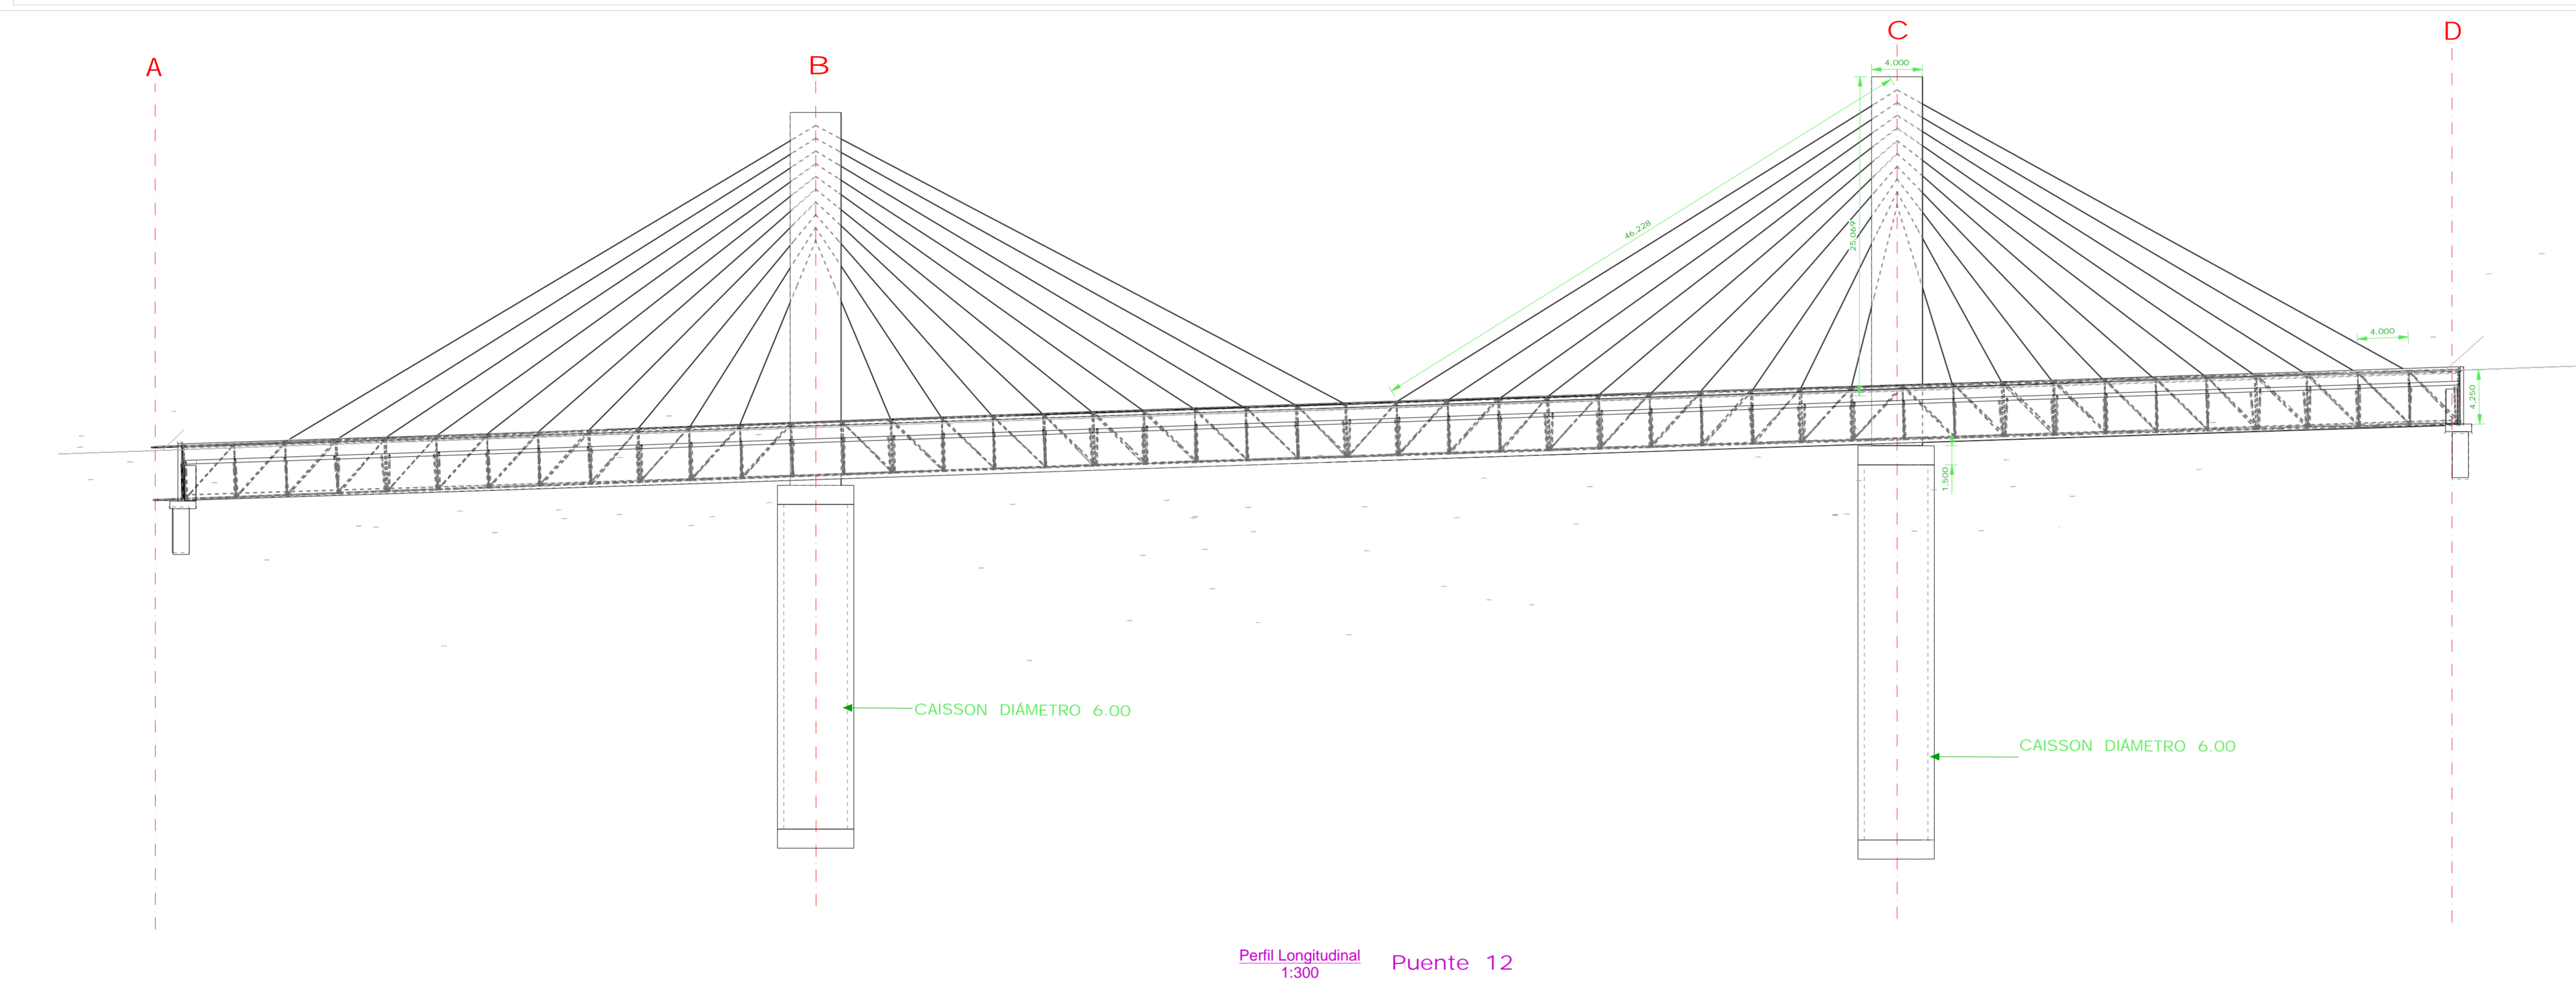 A
B
C
D
4,000
46,228
25,069
4,000
4,250
1,500
CAISSON DIÁMETRO 6.00
CAISSON DIÁMETRO 6.00
Perfil Longitudinal
1:300
Puente 12